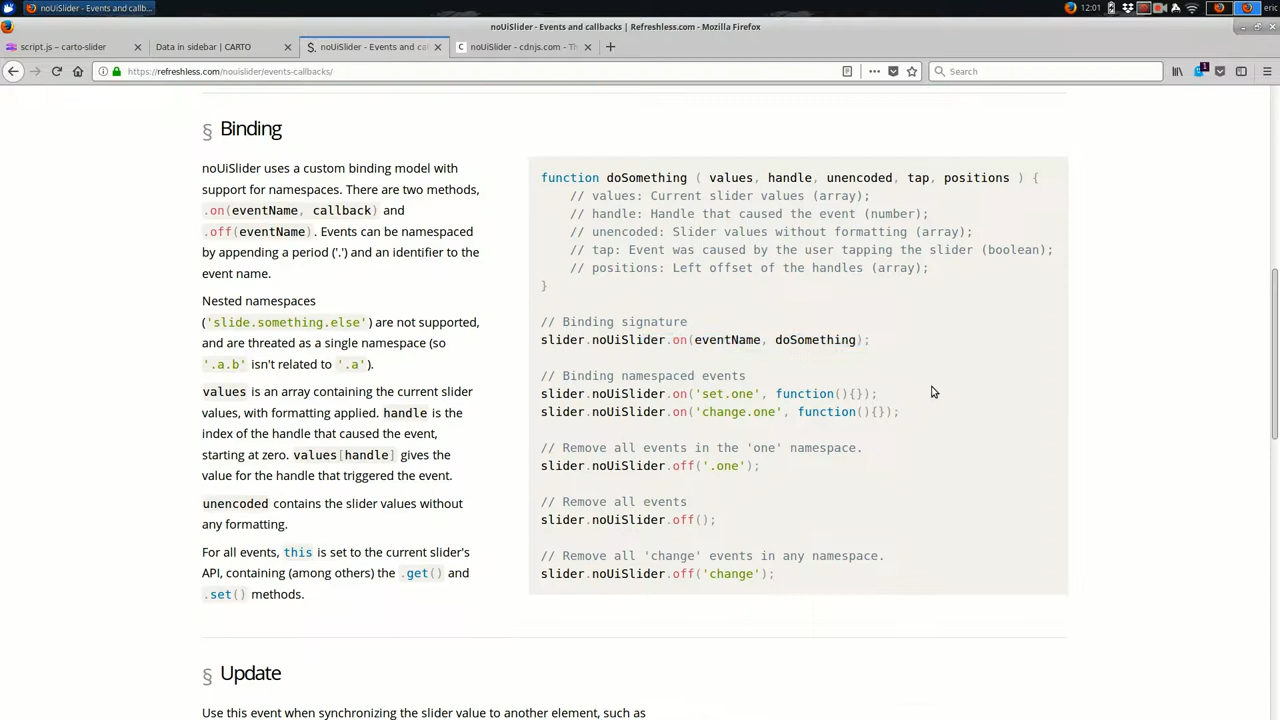 noUiSlider - Events and callb...
12:01
eric
noUiSlider - Events and callbacks | Refreshless.com - Mozilla Firefox
script.js – carto-slider
Data in sidebar | CARTO
noUiSlider - Events and cal
noUiSlider - cdnjs.com - Th
https://refreshless.com/nouislider/events-callbacks/
Search
1
§ Binding
noUiSlider uses a custom binding model with
support for namespaces. There are two methods,
.on(eventName, callback) and
.off(eventName). Events can be namespaced
by appending a period ('.') and an identifier to the
event name.
Nested namespaces
('slide.something.else') are not supported,
and are threated as a single namespace (so
'.a.b' isn't related to '.a').
values is an array containing the current slider
values, with formatting applied. handle is the
index of the handle that caused the event,
starting at zero. values[handle] gives the
value for the handle that triggered the event.
unencoded contains the slider values without
any formatting.
For all events, this is set to the current slider's
API, containing (among others) the .get() and
.set() methods.
function doSomething ( values, handle, unencoded, tap, positions ) {
// values: Current slider values (array);
// handle: Handle that caused the event (number);
// unencoded: Slider values without formatting (array);
// tap: Event was caused by the user tapping the slider (boolean);
// positions: Left offset of the handles (array);
}
// Binding signature
slider.noUiSlider.on(eventName, doSomething);
// Binding namespaced events
slider.noUiSlider.on('set.one', function(){});
slider.noUiSlider.on('change.one', function(){});
// Remove all events in the 'one' namespace.
slider.noUiSlider.off('.one');
// Remove all events
slider.noUiSlider.off();
// Remove all 'change' events in any namespace.
slider.noUiSlider.off('change');
§ Update
Use this event when synchronizing the slider value to another element, such as